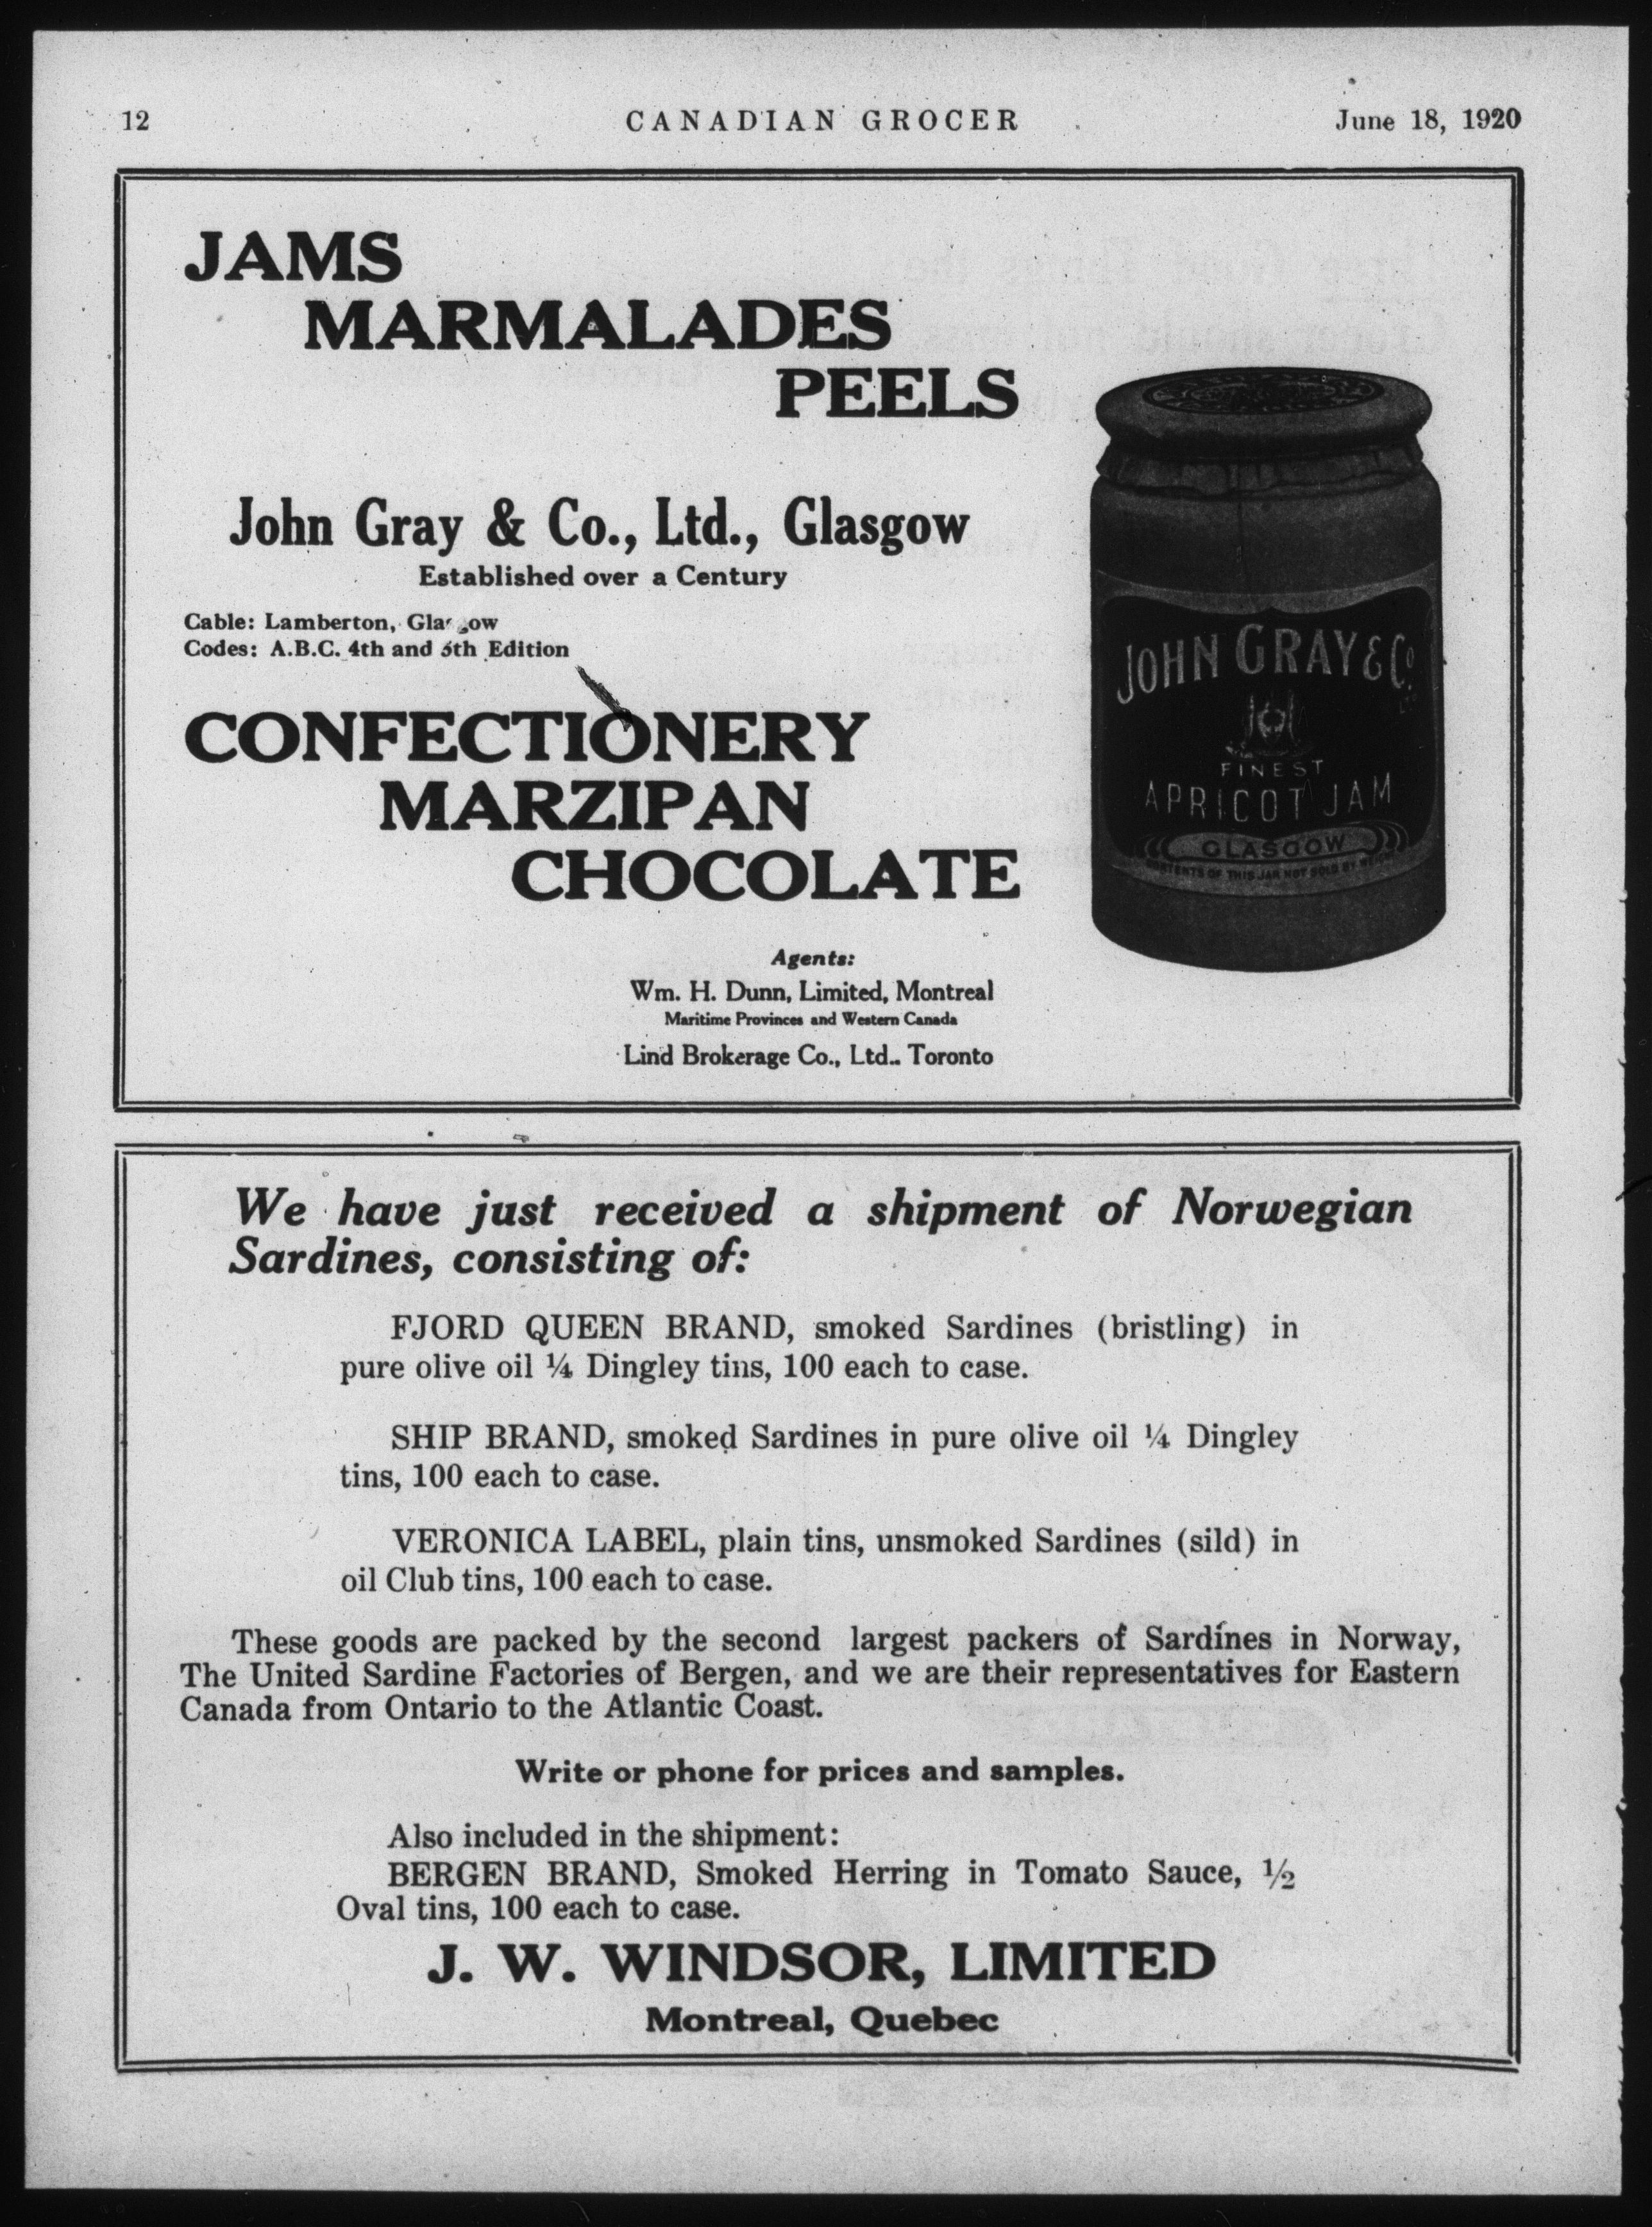 12
CANADIAN GROCER
June 18, 1920
JAMS
MARMALADES
PEELS
John Gray & Co., Ltd., Glasgow
Established over a Century
Cable: Lamberton, Glasgow
Codes: A.B.C. 4th and 5th Edition
CONFECTIONERY
MARZIPAN
CHOCOLATE
Agents:
Wm. H. Dunn, Limited, Montreal
Maritime Provinces and Western Canada
Lind Brokerage Co., Ltd.. Toronto
JOHN GRAY & CO.
FINEST
APRICOT JAM
GLASGOW
CONTENTS OF THIS JAR NOT SOLD BY WEIGHT
We have just received a shipment of Norwegian
Sardines, consisting of:
FJORD QUEEN BRAND, smoked Sardines (bristling) in
pure olive oil ¼ Dingley tins, 100 each to case.
SHIP BRAND, smoked Sardines in pure olive oil ¼ Dingley
tins, 100 each to case.
VERONICA LABEL, plain tins, unsmoked Sardines (sild) in
oil Club tins, 100 each to case.
These goods are packed by the second largest packers of Sardines in Norway,
The United Sardine Factories of Bergen, and we are their representatives for Eastern
Canada from Ontario to the Atlantic Coast.
Write or phone for prices and samples.
Also included in the shipment:
BERGEN BRAND, Smoked Herring in Tomato Sauce, ½
Oval tins, 100 each to case.
J. W. WINDSOR, LIMITED
Montreal, Quebec